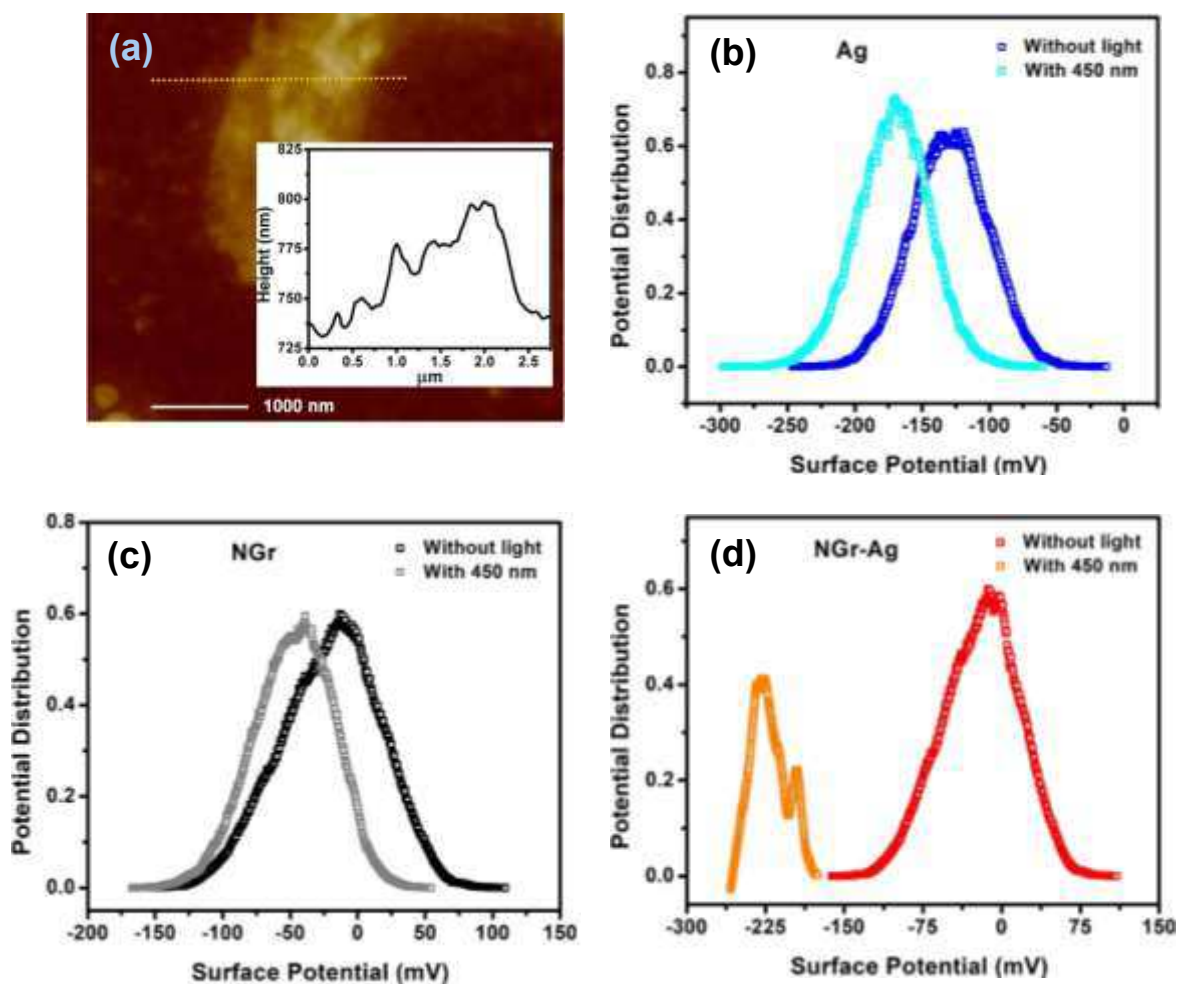 (a)
Height (nm)
825
800
775
750
725
0.0 0.5 1.0 1.5 2.0 2.5
μm
1000 nm
(b)
Ag
Without light
With 450 nm
Potential Distribution
0.8
0.6
0.4
0.2
0.0
-300 -250 -200 -150 -100 -50 0
Surface Potential (mV)
(c)
NGr
Without light
With 450 nm
Potential Distribution
0.8
0.6
0.4
0.2
0.0
-200 -150 -100 -50 0 50 100 150
Surface Potential (mV)
(d)
NGr-Ag
Without light
With 450 nm
Potential Distribution
0.6
0.4
0.2
0.0
-300 -225 -150 -75 0 75 150
Surface Potential (mV)